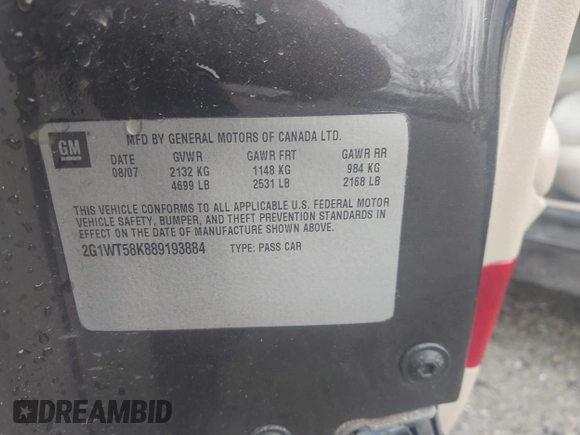 GM
MFD BY GENERAL MOTORS OF CANADA LTD.
DATE GVWR GAWR FRT GAWR RR
08/07 2132 KG 1148 KG 984 KG
4699 LB 2531 LB 2168 LB
THIS VEHICLE CONFORMS TO ALL APPLICABLE U.S. FEDERAL MOTOR
VEHICLE SAFETY, BUMPER, AND THEFT PREVENTION STANDARDS IN
EFFECT ON THE DATE OF MANUFACTURE SHOWN ABOVE.
2G1WT58K889193884 TYPE: PASS CAR
DREAMBID